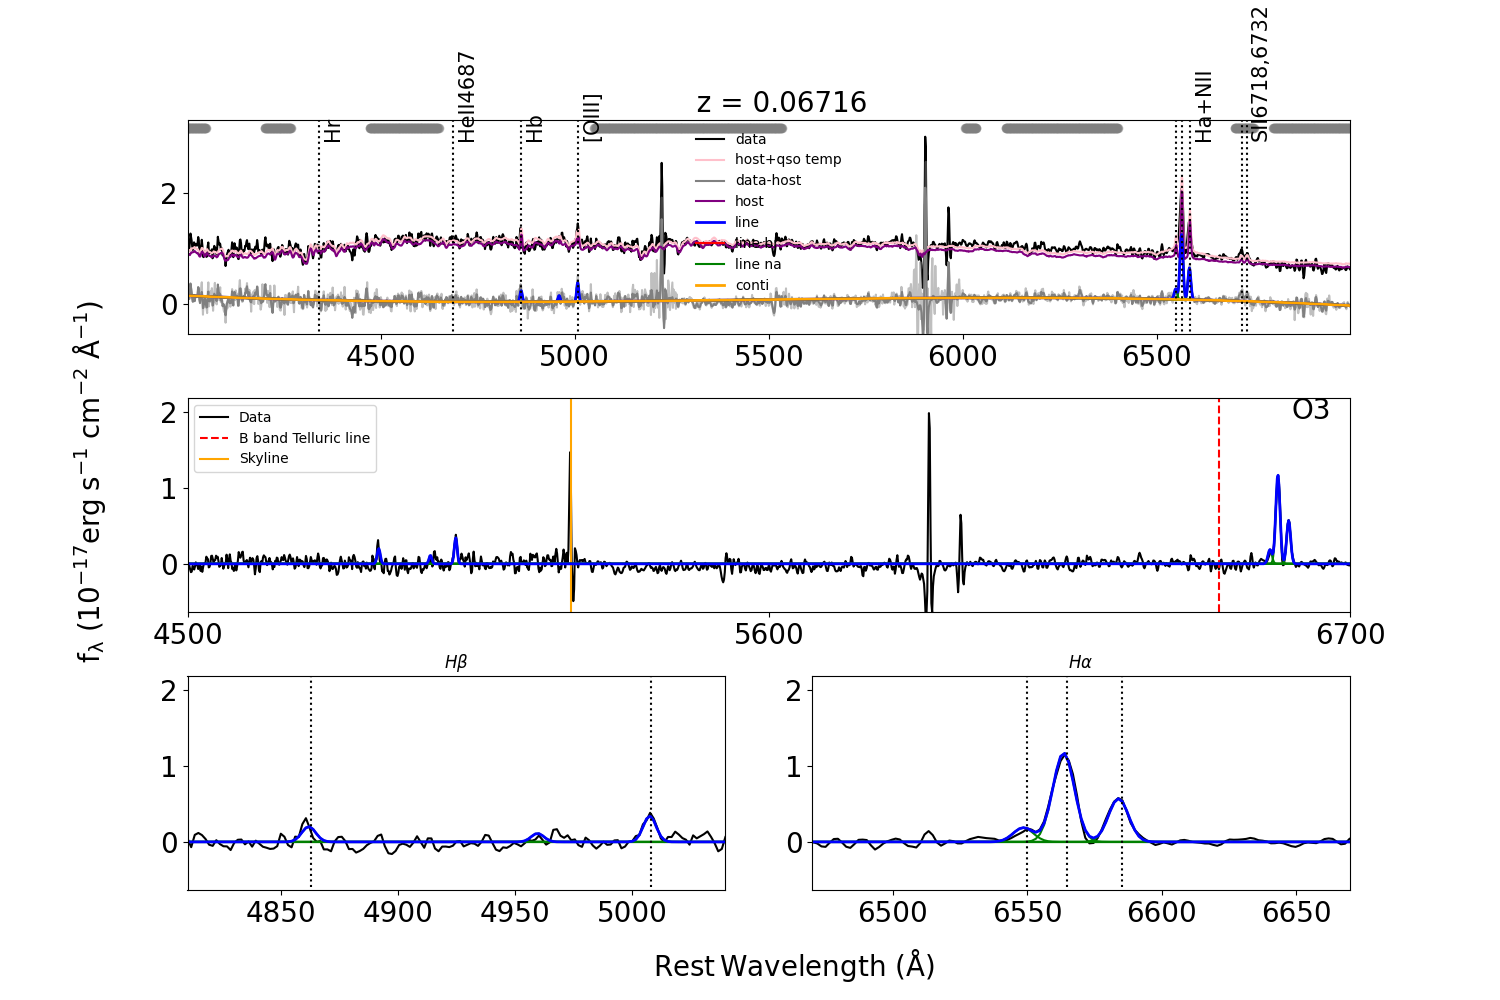 z = 0.06716
Hr
HeII4687
Hb
[OIII]
Ha+NII
SII6718,6732
data
host+qso temp
data-host
host
line
line na
conti
2
0
4500 5000 5500 6000 6500
O3
Data
B band Telluric line
Skyline
2
1
0
4500 5600 6700
fλ (10⁻¹⁷erg s⁻¹ cm⁻² Å⁻¹)
Hβ
2
1
0
4850 4900 4950 5000
Hα
2
1
0
6500 6550 6600 6650
Rest Wavelength (Å)